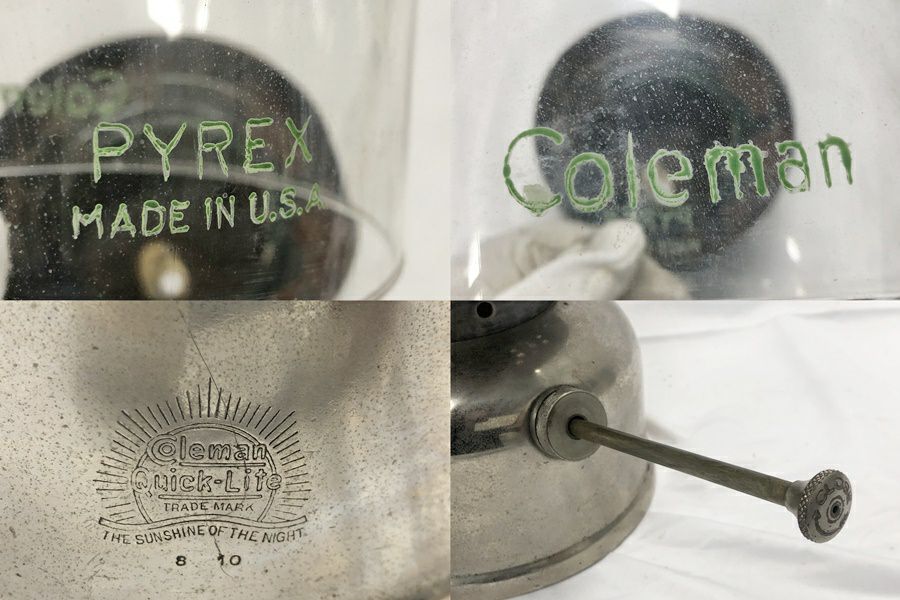 PYREX
MADE IN U.S.A
Coleman
Coleman
Quick-Lite
TRADE MARK
THE SUNSHINE OF THE NIGHT
8 10